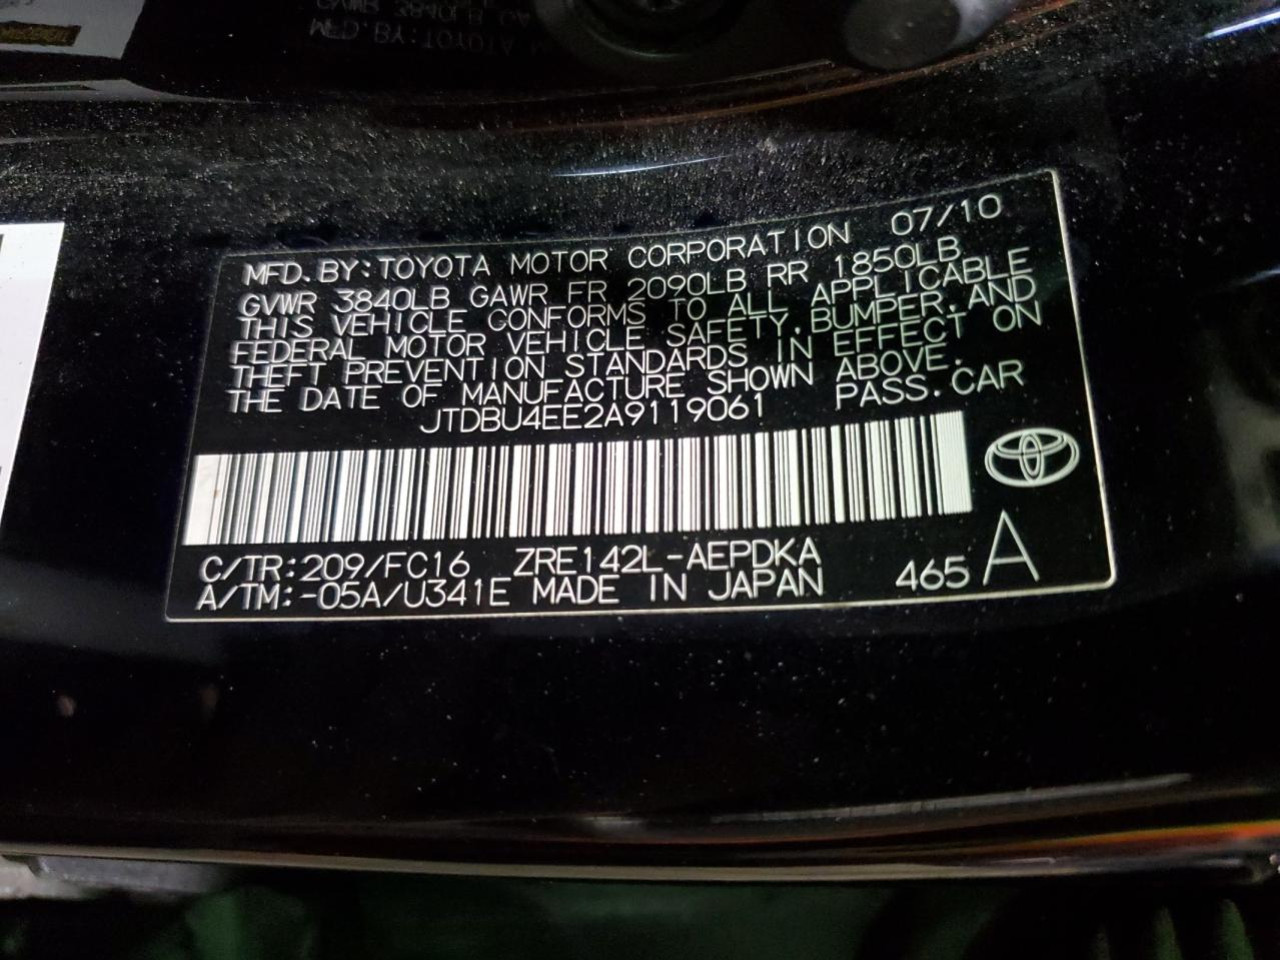 MFD. BY: TOYOTA MOTOR CORPORATION 07/10
GVWR 3840LB GAWR FR 2090LB RR 1850LB
THIS VEHICLE CONFORMS TO ALL APPLICABLE
FEDERAL MOTOR VEHICLE SAFETY, BUMPER, AND
THEFT PREVENTION STANDARDS IN EFFECT ON
THE DATE OF MANUFACTURE SHOWN ABOVE.
JTDBU4EE2A9119061 PASS. CAR
C/TR: 209/FC16 ZRE142L-AEPDKA
A/TM: -05A/U341E MADE IN JAPAN 465 A